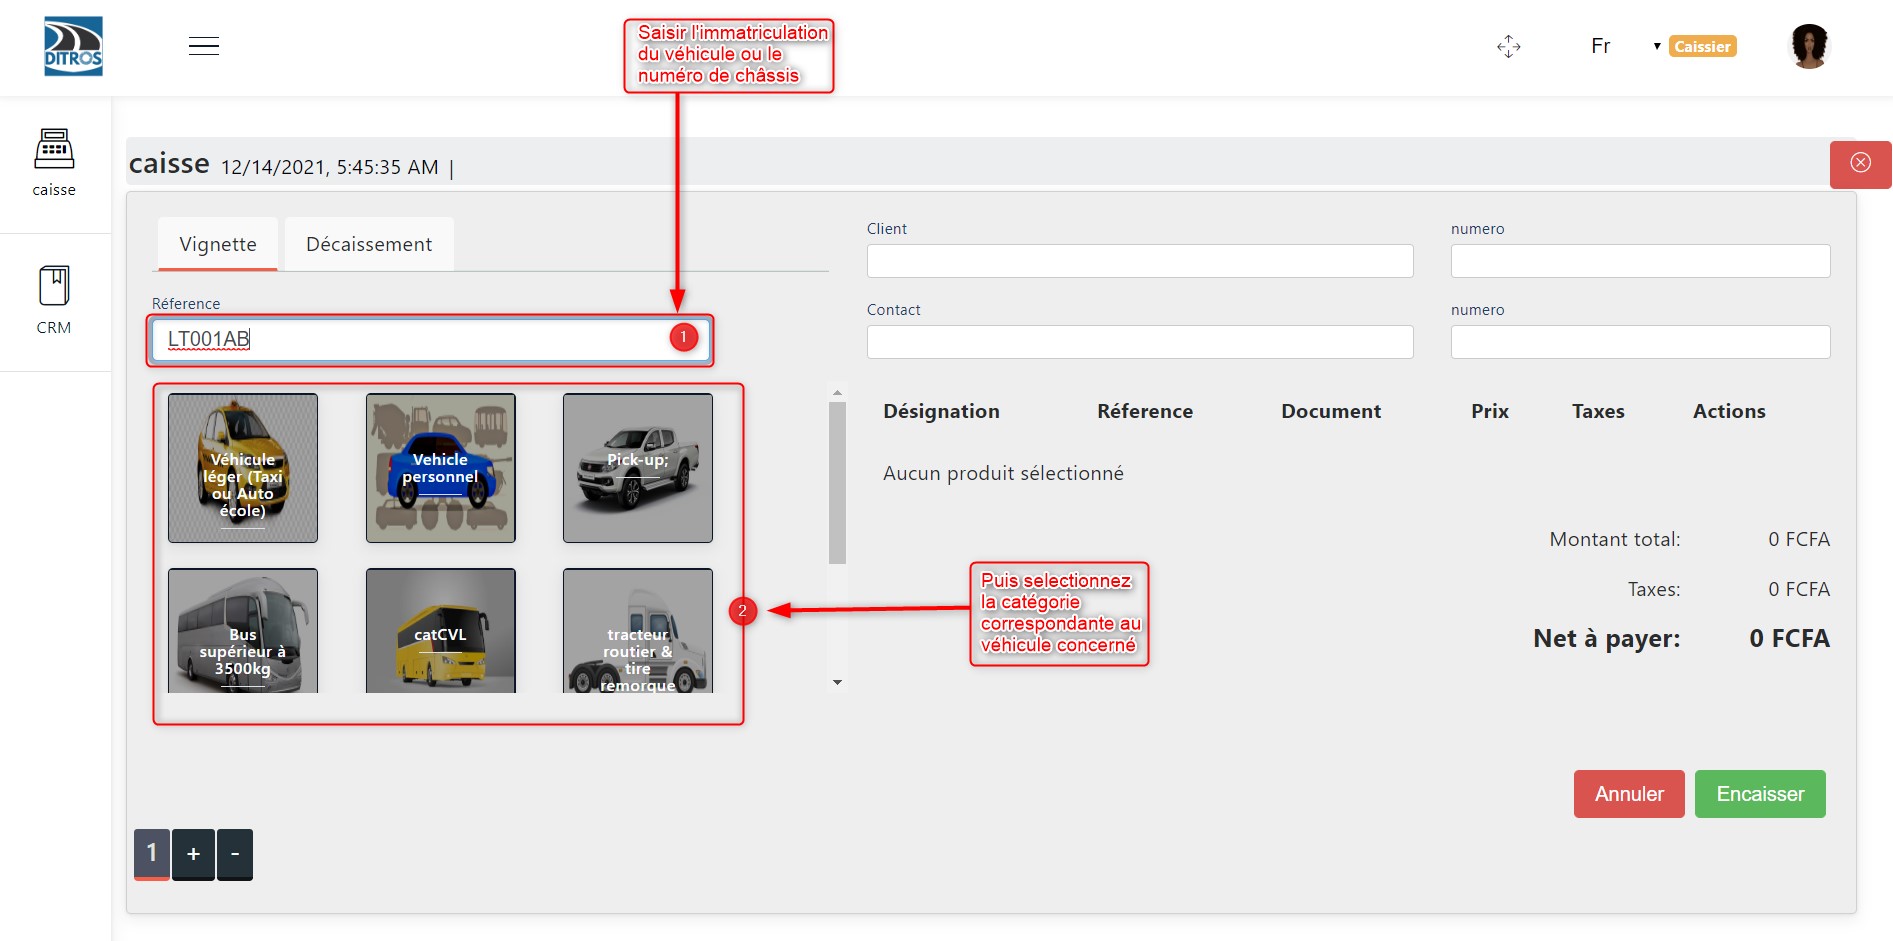 DITROS
Saisir l'immatriculation
du véhicule ou le
numéro de châssis
Fr
Caissier
caisse
CRM
caisse 12/14/2021, 5:45:35 AM |
Vignette
Décaissement
Réference
LT001AB
1
Véhicule
léger (Taxi
ou Auto
école)
Vehicle
personnel
Pick-up;
Bus
supérieur à
3500kg
catCVL
tracteur
routier &
tire
remorque
2
Puis selectionnez
la catégorie
correspondante au
véhicule concerné
Client
numero
Contact
numero
Désignation Réference Document Prix Taxes Actions
Aucun produit sélectionné
Montant total: 0 FCFA
Taxes: 0 FCFA
Net à payer: 0 FCFA
Annuler
Encaisser
1 + -